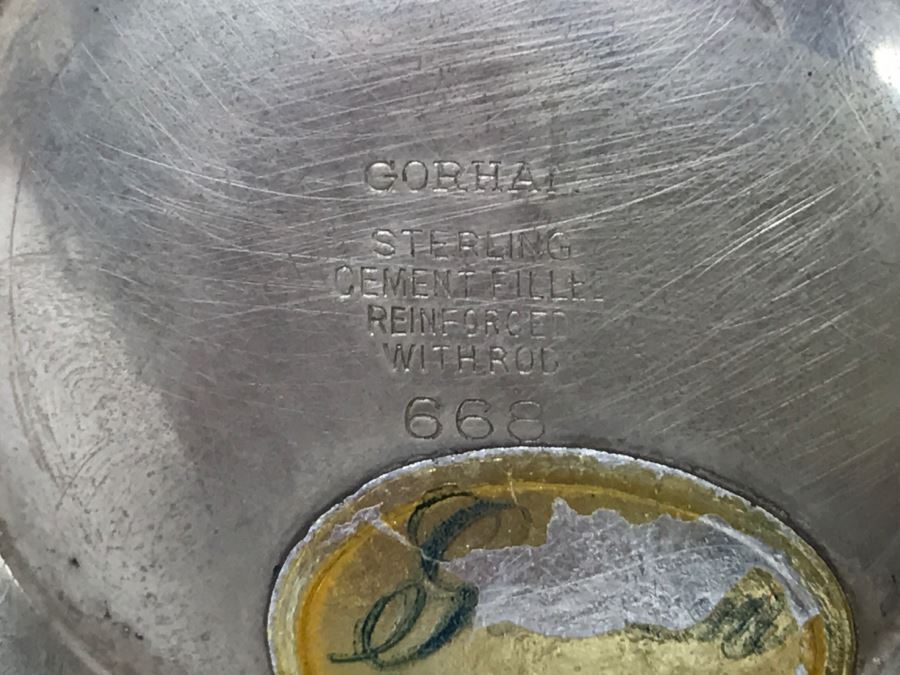 GORHAM
STERLING
CEMENT FILLED
REINFORCED
WITH ROD
668